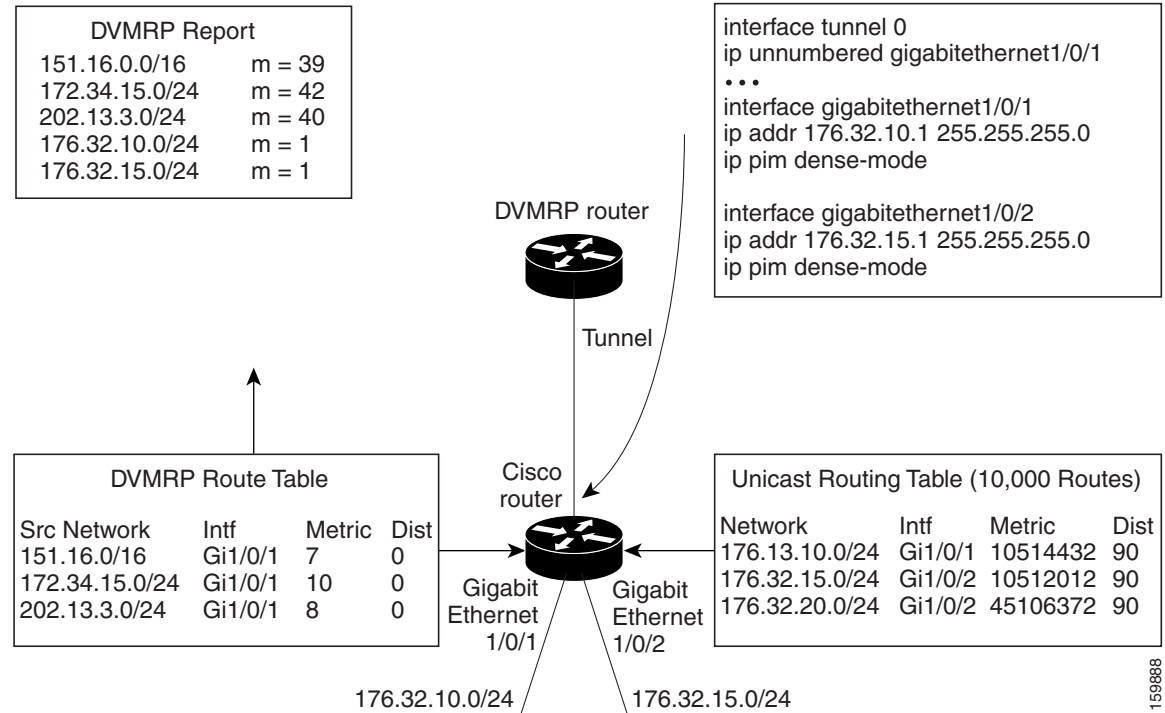 DVMRP Report
151.16.0.0/16 m = 39
172.34.15.0/24 m = 42
202.13.3.0/24 m = 40
176.32.10.0/24 m = 1
176.32.15.0/24 m = 1
interface tunnel 0
ip unnumbered gigabitethernet1/0/1
• • •
interface gigabitethernet1/0/1
ip addr 176.32.10.1 255.255.255.0
ip pim dense-mode
interface gigabitethernet1/0/2
ip addr 176.32.15.1 255.255.255.0
ip pim dense-mode
DVMRP router
Tunnel
Cisco
router
DVMRP Route Table
Src Network Intf Metric Dist
151.16.0/16 Gi1/0/1 7 0
172.34.15.0/24 Gi1/0/1 10 0
202.13.3.0/24 Gi1/0/1 8 0
Gigabit
Ethernet
1/0/1
Gigabit
Ethernet
1/0/2
Unicast Routing Table (10,000 Routes)
Network Intf Metric Dist
176.13.10.0/24 Gi1/0/1 10514432 90
176.32.15.0/24 Gi1/0/2 10512012 90
176.32.20.0/24 Gi1/0/2 45106372 90
176.32.10.0/24
176.32.15.0/24
159888